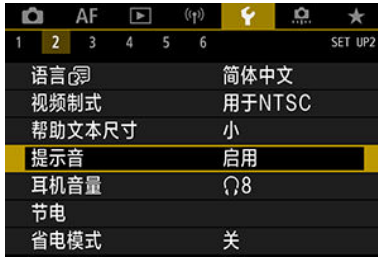 AF
1 2 3 4 5 6 SET UP2
语言
视频制式 用于NTSC
帮助文本尺寸 小
提示音 启用
耳机音量 8
节电
省电模式 关
简体中文